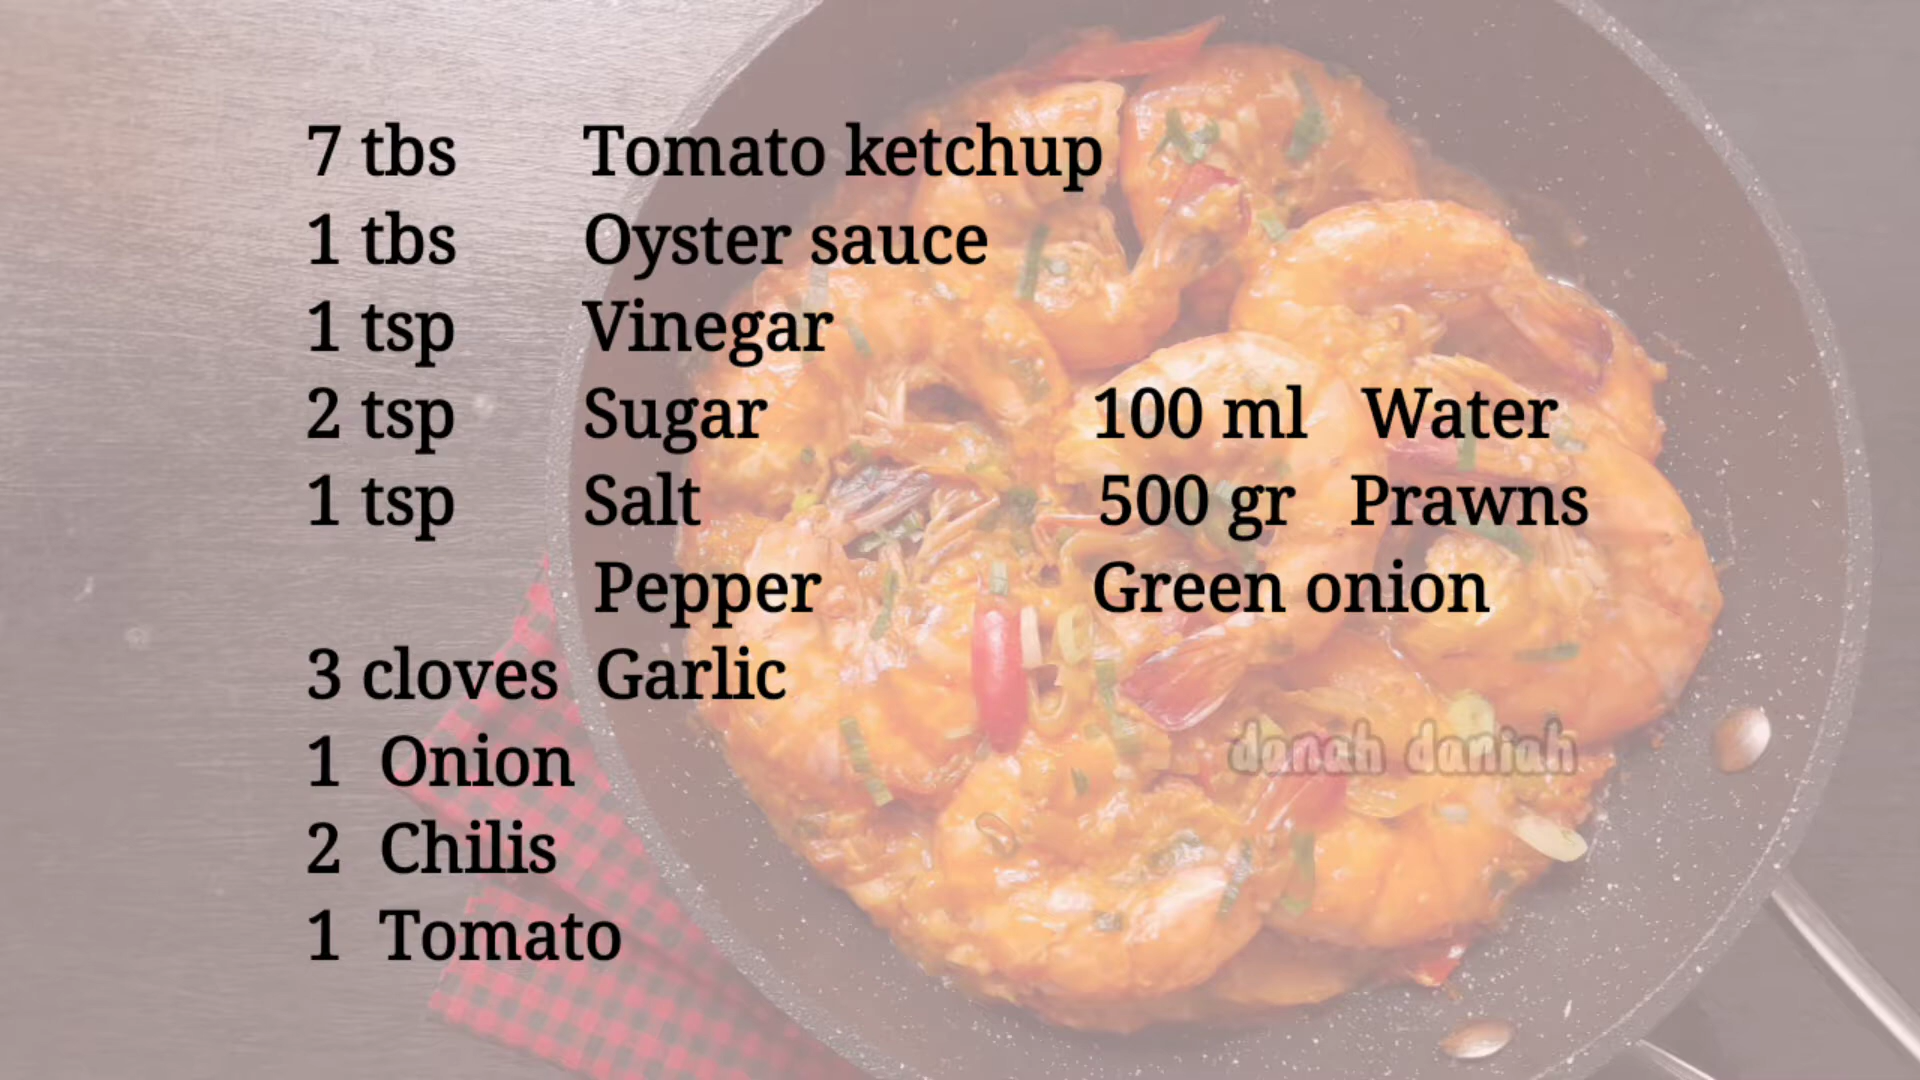 7 tbs Tomato ketchup
1 tbs Oyster sauce
1 tsp Vinegar
2 tsp Sugar
1 tsp Salt
Pepper
3 cloves Garlic
1 Onion
2 Chilis
1 Tomato
100 ml Water
500 gr Prawns
Green onion
danah daniah